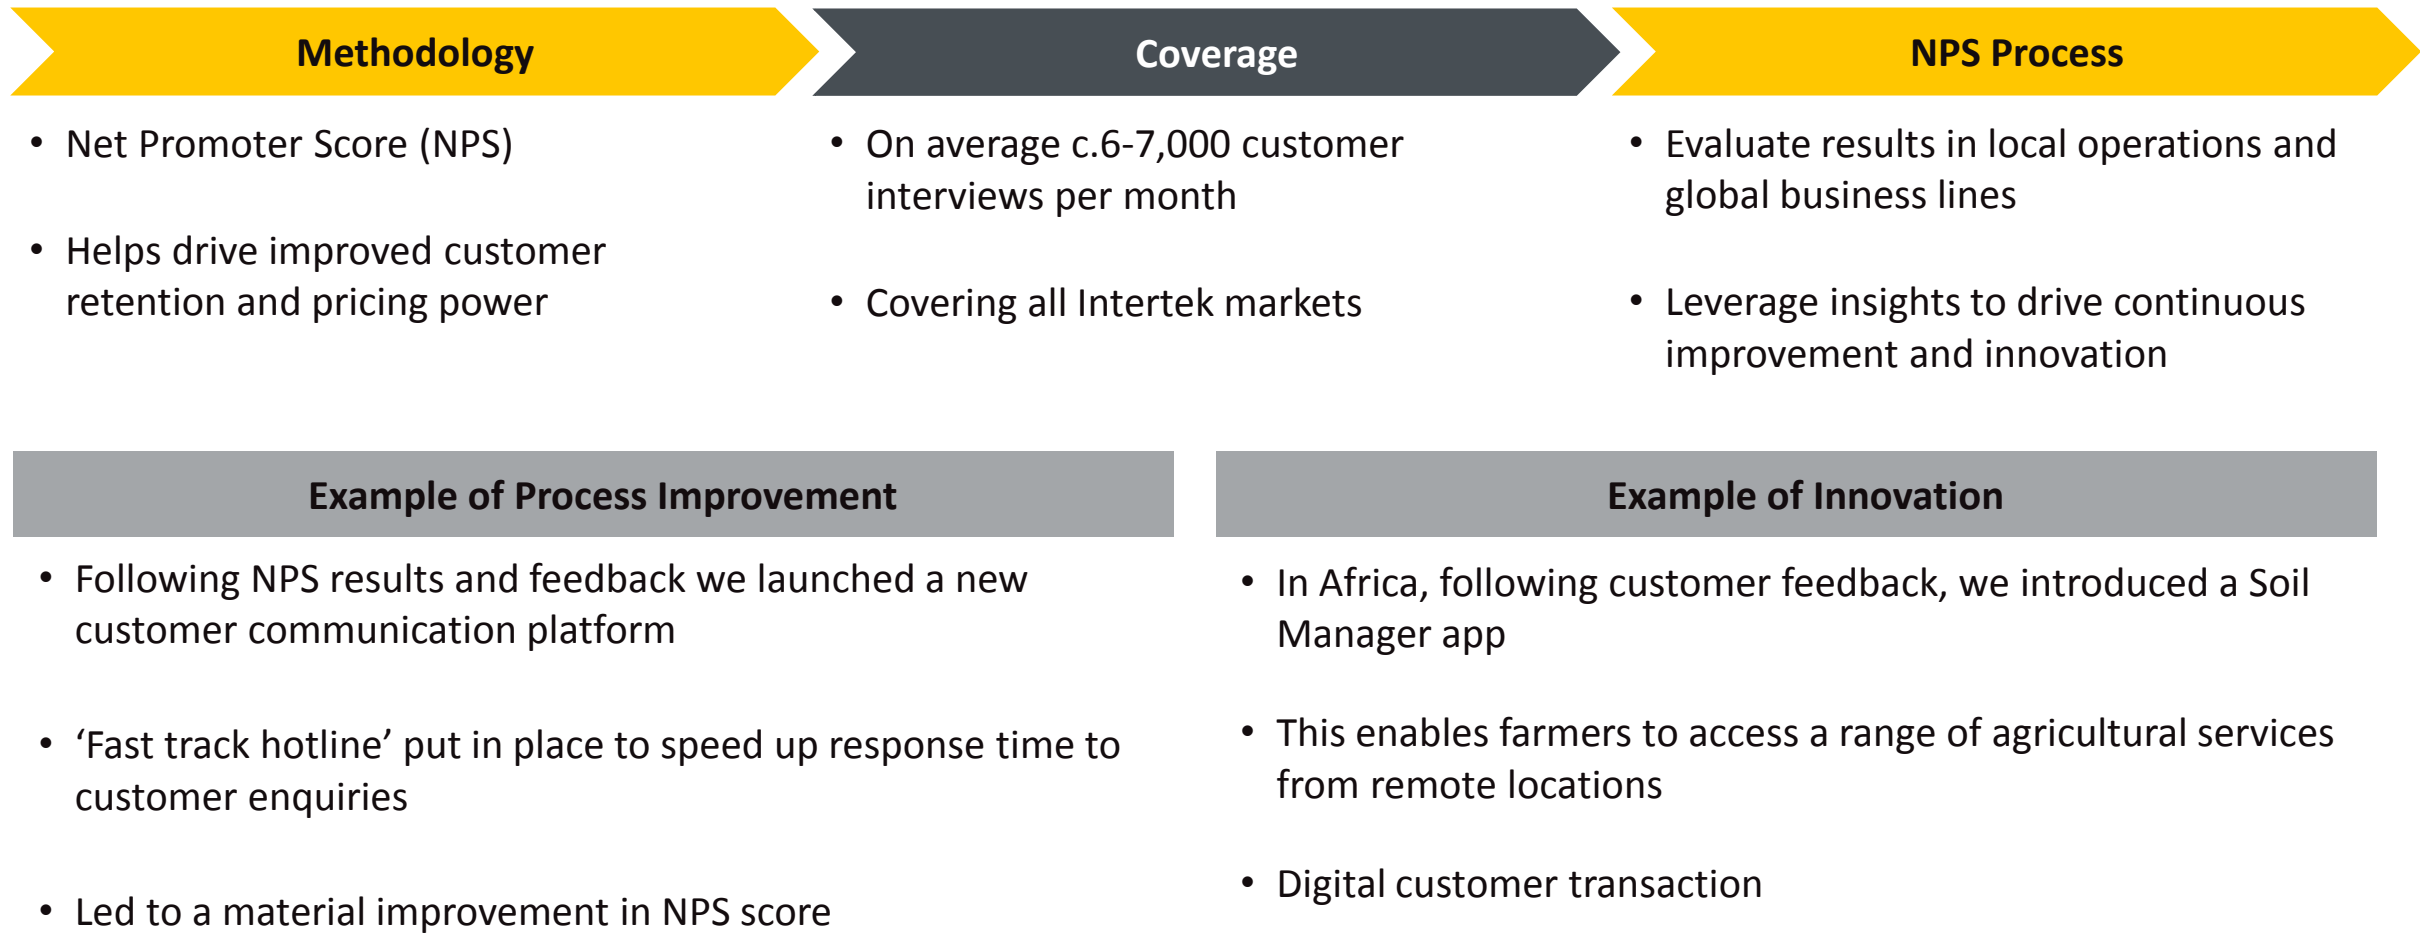 Methodology
• Net Promoter Score (NPS)
• Helps drive improved customer
retention and pricing power
Coverage
• On average c.6-7,000 customer
interviews per month
• Covering all Intertek markets
NPS Process
• Evaluate results in local operations and
global business lines
• Leverage insights to drive continuous
improvement and innovation
Example of Process Improvement
• Following NPS results and feedback we launched a new
customer communication platform
• ‘Fast track hotline’ put in place to speed up response time to
customer enquiries
• Led to a material improvement in NPS score
Example of Innovation
• In Africa, following customer feedback, we introduced a Soil
Manager app
• This enables farmers to access a range of agricultural services
from remote locations
• Digital customer transaction